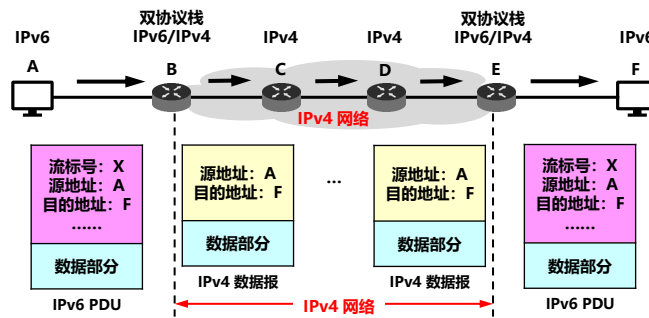 双协议栈
双协议栈
IPv6
IPv6/IPv4
IPv4
IPv4
IPv6/IPv4
IPv6
A
B
C
D
E
F
IPv4 网络
流标号：X
源地址：A
目的地址：F
……
数据部分
IPv6 PDU
源地址：A
目的地址：F
数据部分
IPv4 数据报
…
源地址：A
目的地址：F
数据部分
IPv4 数据报
流标号：X
源地址：A
目的地址：F
……
数据部分
IPv6 PDU
IPv4 网络